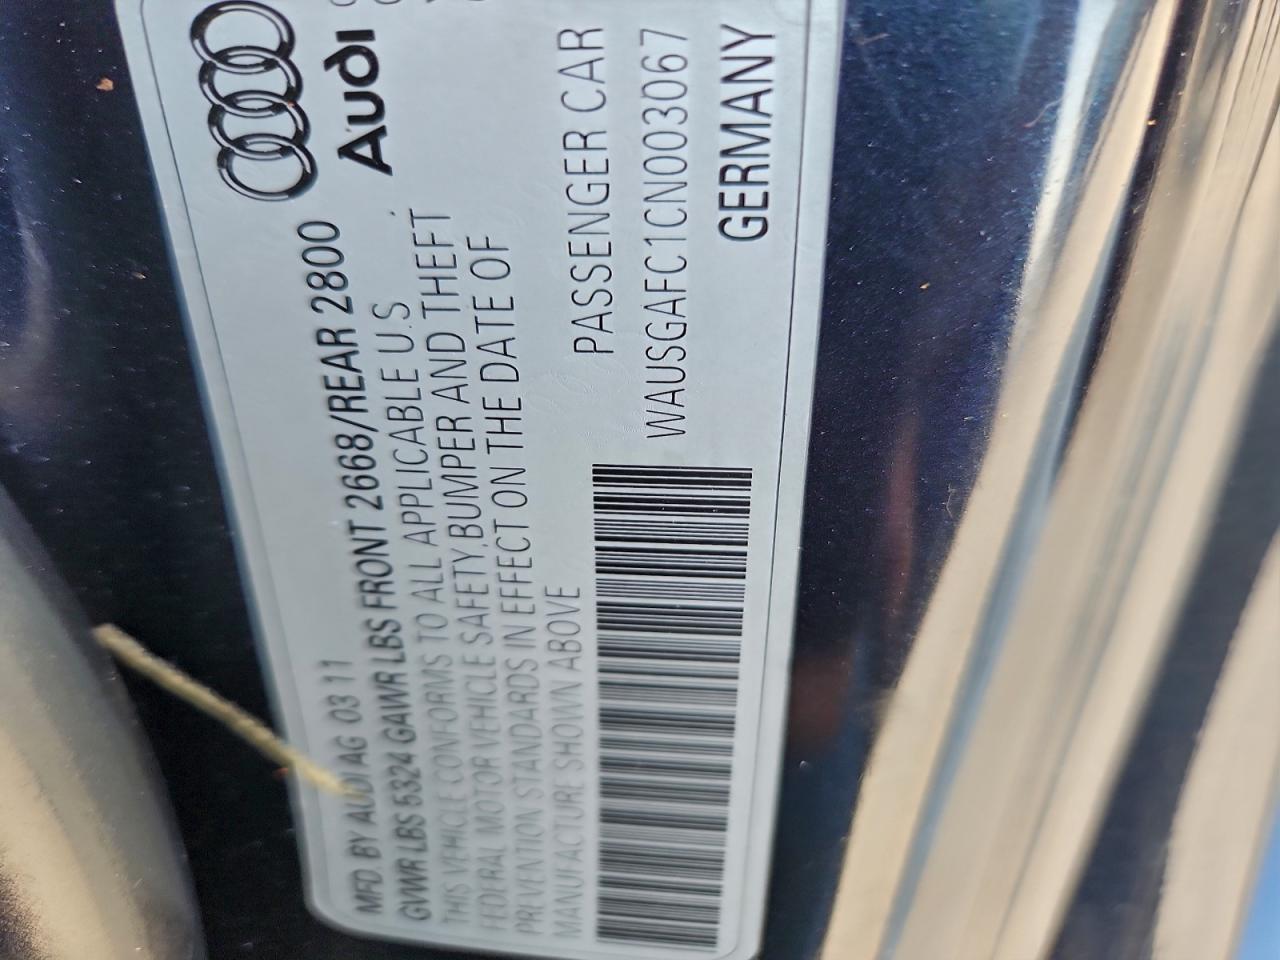 MFD BY AUDI AG 03 11
GVWR LBS 5324 GAWR LBS FRONT 2668/REAR 2800
THIS VEHICLE CONFORMS TO ALL APPLICABLE U.S.
FEDERAL MOTOR VEHICLE SAFETY, BUMPER AND THEFT
PREVENTION STANDARDS IN EFFECT ON THE DATE OF
MANUFACTURE SHOWN ABOVE
Audi
PASSENGER CAR
WAUSGAFC1CN003067
GERMANY